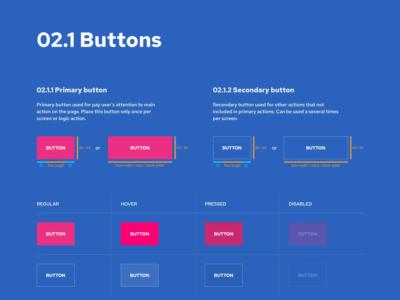 02.1 Buttons
02.1.1 Primary button
Primary button used for pay user's attention to main
action on the page. Place this button only once per
screen or logic action.
02.1.2 Secondary button
Secondary button used for other actions that not
included in primary actions. Can be used a several times
per screen.
BUTTON or BUTTON
BUTTON or BUTTON
REGULAR HOVER PRESSED DISABLED
BUTTON BUTTON BUTTON BUTTON
BUTTON BUTTON BUTTON BUTTON